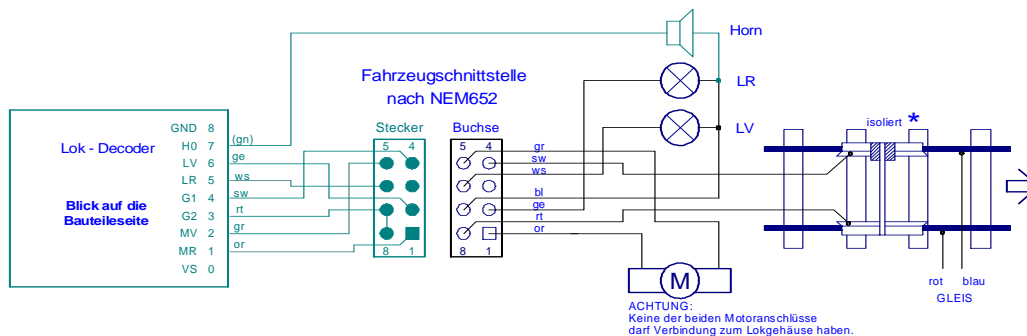 Horn
Fahrzeugschnittstelle
nach NEM652
LR
Stecker
Buchse
LV
isoliert *
GND 8
H0 7 (gn)
LV 6 ge
LR 5 ws
G1 4 sw
G2 3 rt
MV 2 gr
MR 1 or
VS 0
Lok - Decoder
Blick auf die
Bauteileseite
5 4
8 1
5 4
8 1
gr
sw
ws
bl
ge
rt
or
M
rot blau
GLEIS
ACHTUNG:
Keine der beiden Motoranschlüsse
darf Verbindung zum Lokgehäuse haben.